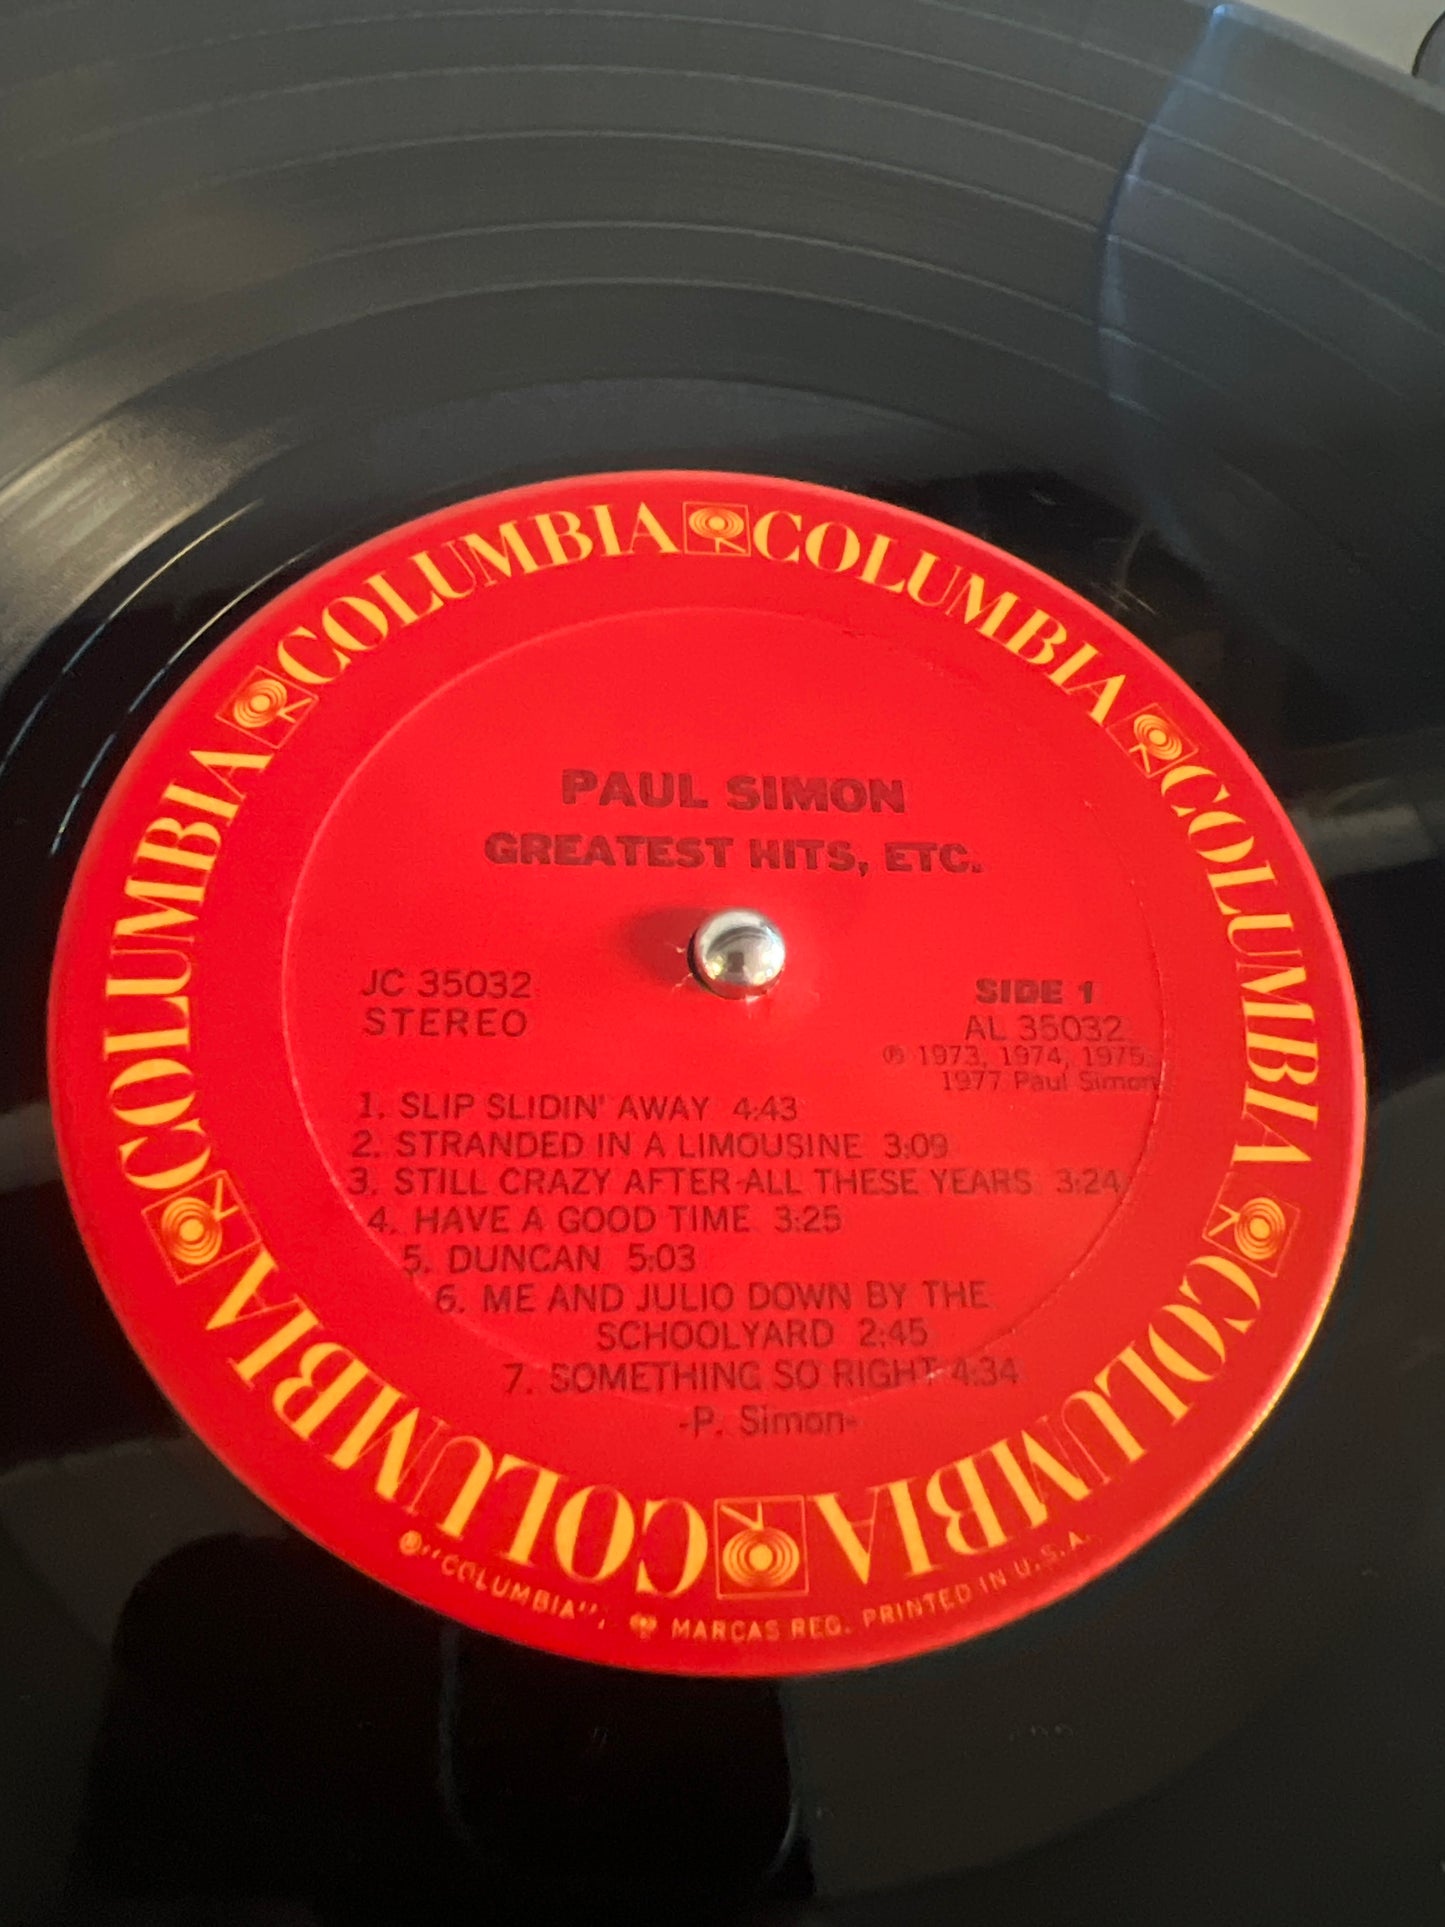 COLUMBIA COLUMBIA COLUMBIA COLUMBIA COLUMBIA COLUMBIA
PAUL SIMON
GREATEST HITS, ETC.
JC 35032
STEREO
SIDE 1
AL 35032
℗ 1973, 1974, 1975,
1977 Paul Simon
1. SLIP SLIDIN' AWAY 4:43
2. STRANDED IN A LIMOUSINE 3:09
3. STILL CRAZY AFTER ALL THESE YEARS 3:24
4. HAVE A GOOD TIME 3:25
5. DUNCAN 5:03
6. ME AND JULIO DOWN BY THE
SCHOOLYARD 2:45
7. SOMETHING SO RIGHT 4:34
-P. Simon-
® "COLUMBIA", MARCAS REG. PRINTED IN U.S.A.